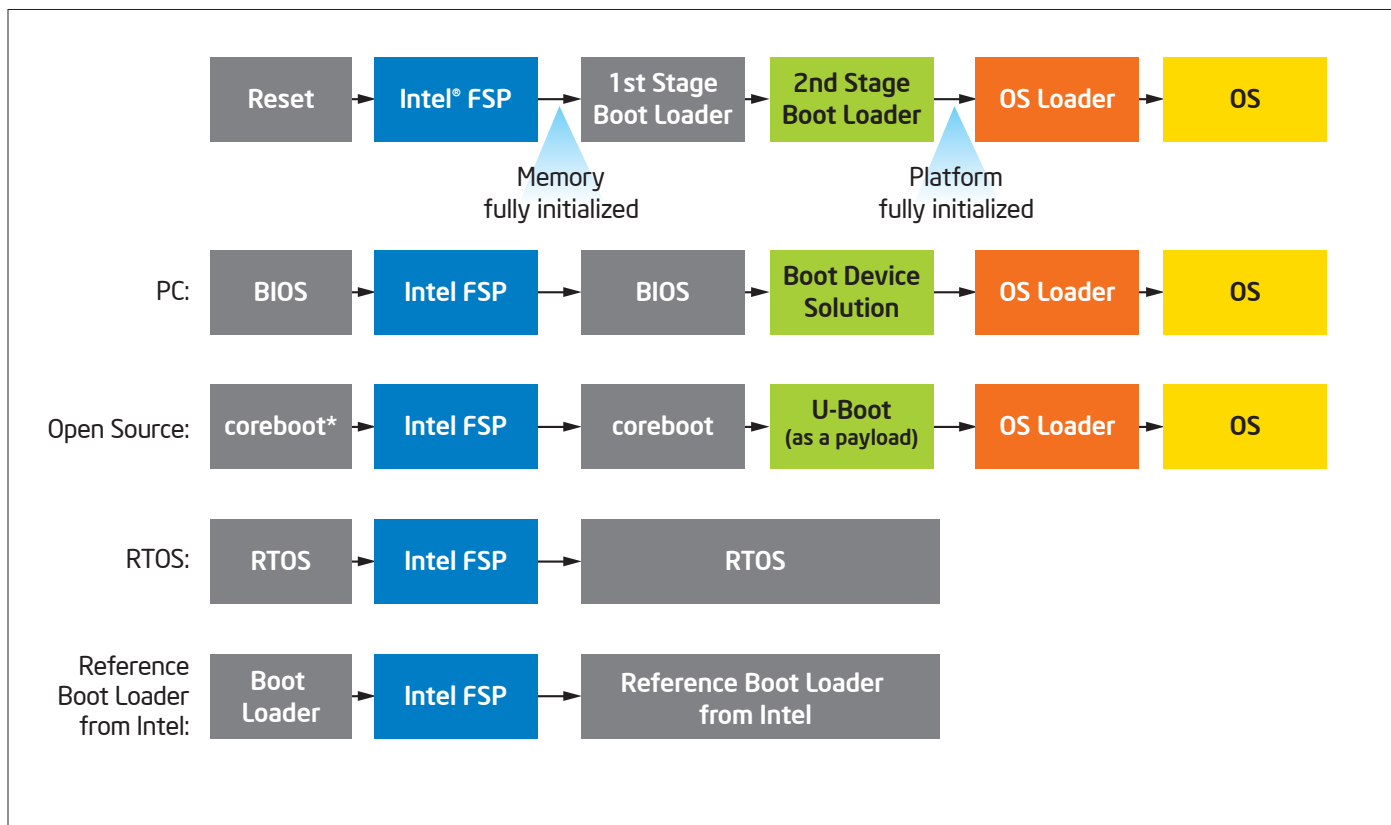 Reset
Intel® FSP
1st Stage
Boot Loader
2nd Stage
Boot Loader
OS Loader
OS
Memory
fully initialized
Platform
fully initialized
PC:
BIOS
Intel FSP
BIOS
Boot Device
Solution
OS Loader
OS
Open Source:
coreboot*
Intel FSP
coreboot
U-Boot
(as a payload)
OS Loader
OS
RTOS:
RTOS
Intel FSP
RTOS
Reference
Boot Loader
from Intel:
Boot
Loader
Intel FSP
Reference Boot Loader
from Intel